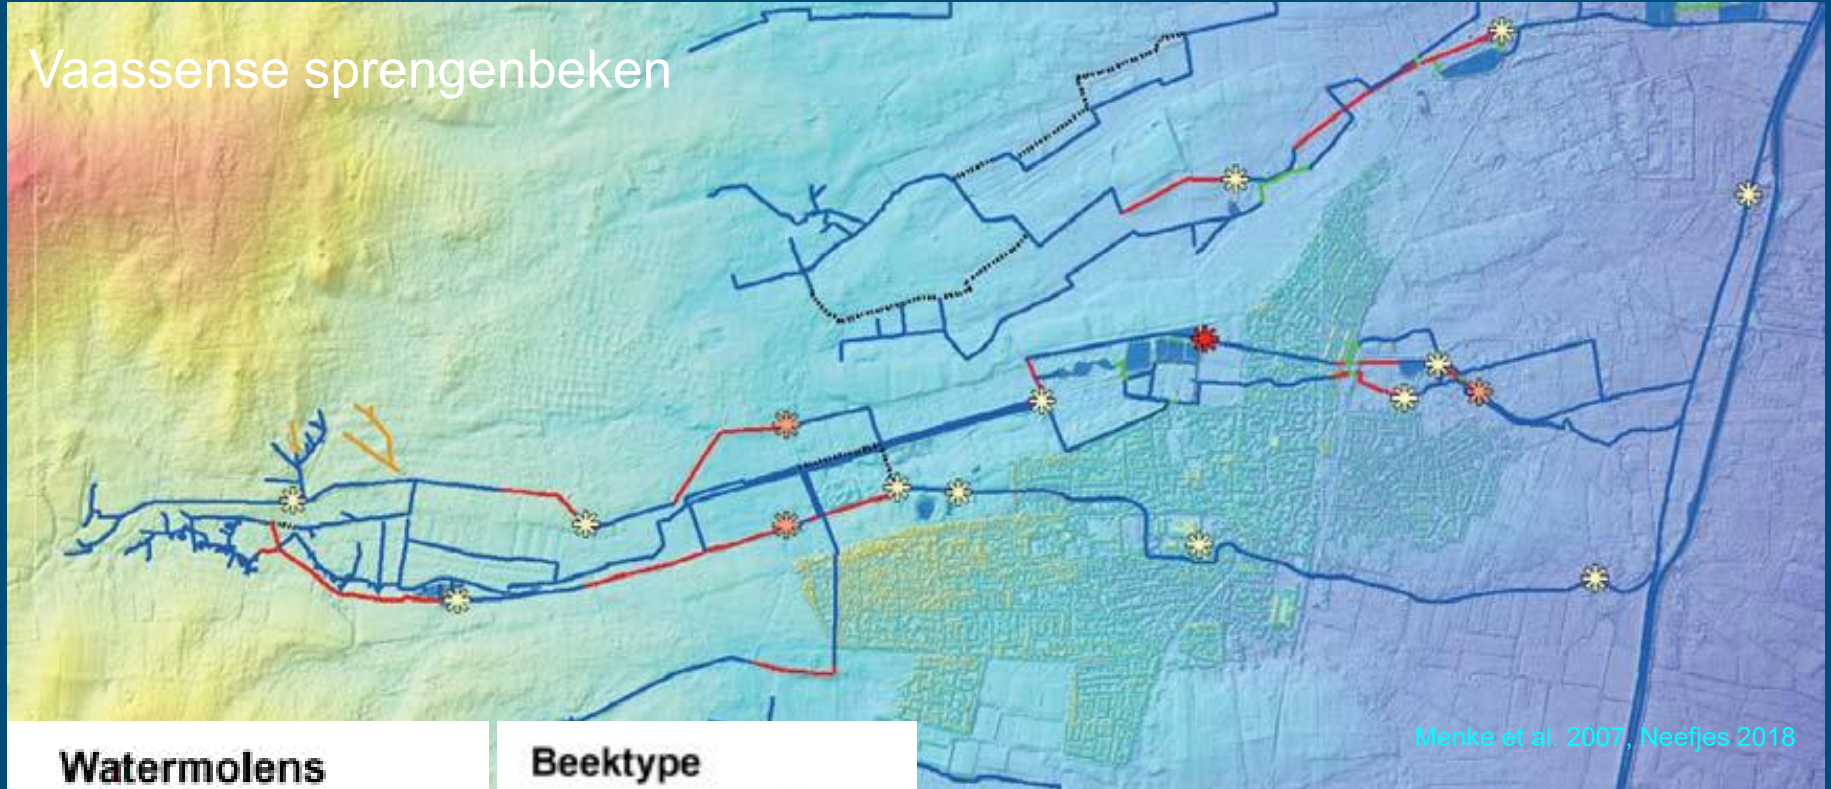 Vaassense sprengenbeken
Menke et al. 2007, Neefjes 2018
Watermolens
Beektype